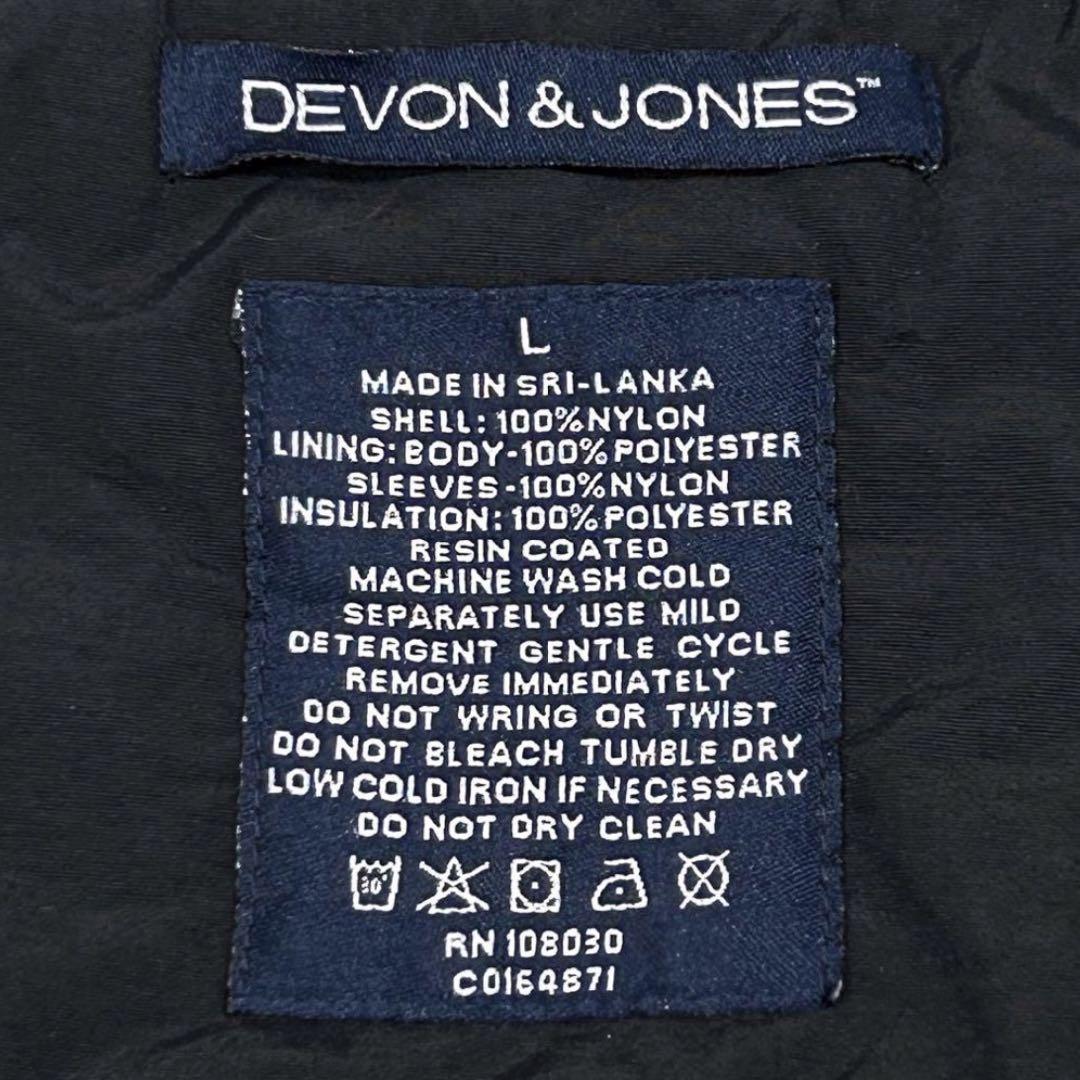 DEVON & JONES™
L
MADE IN SRI-LANKA
SHELL: 100% NYLON
LINING: BODY-100% POLYESTER
SLEEVES-100% NYLON
INSULATION: 100% POLYESTER
RESIN COATED
MACHINE WASH COLD
SEPARATELY USE MILD
DETERGENT GENTLE CYCLE
REMOVE IMMEDIATELY
DO NOT WRING OR TWIST
DO NOT BLEACH TUMBLE DRY
LOW COLD IRON IF NECESSARY
DO NOT DRY CLEAN
30°
RN 108030
C0164871